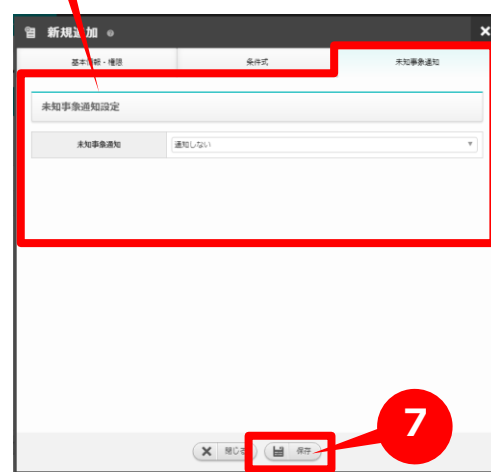 新規追加
基本情報・権限 条件式 未知事象通知
未知事象通知設定
未知事象通知 通知しない
閉じる 保存
7